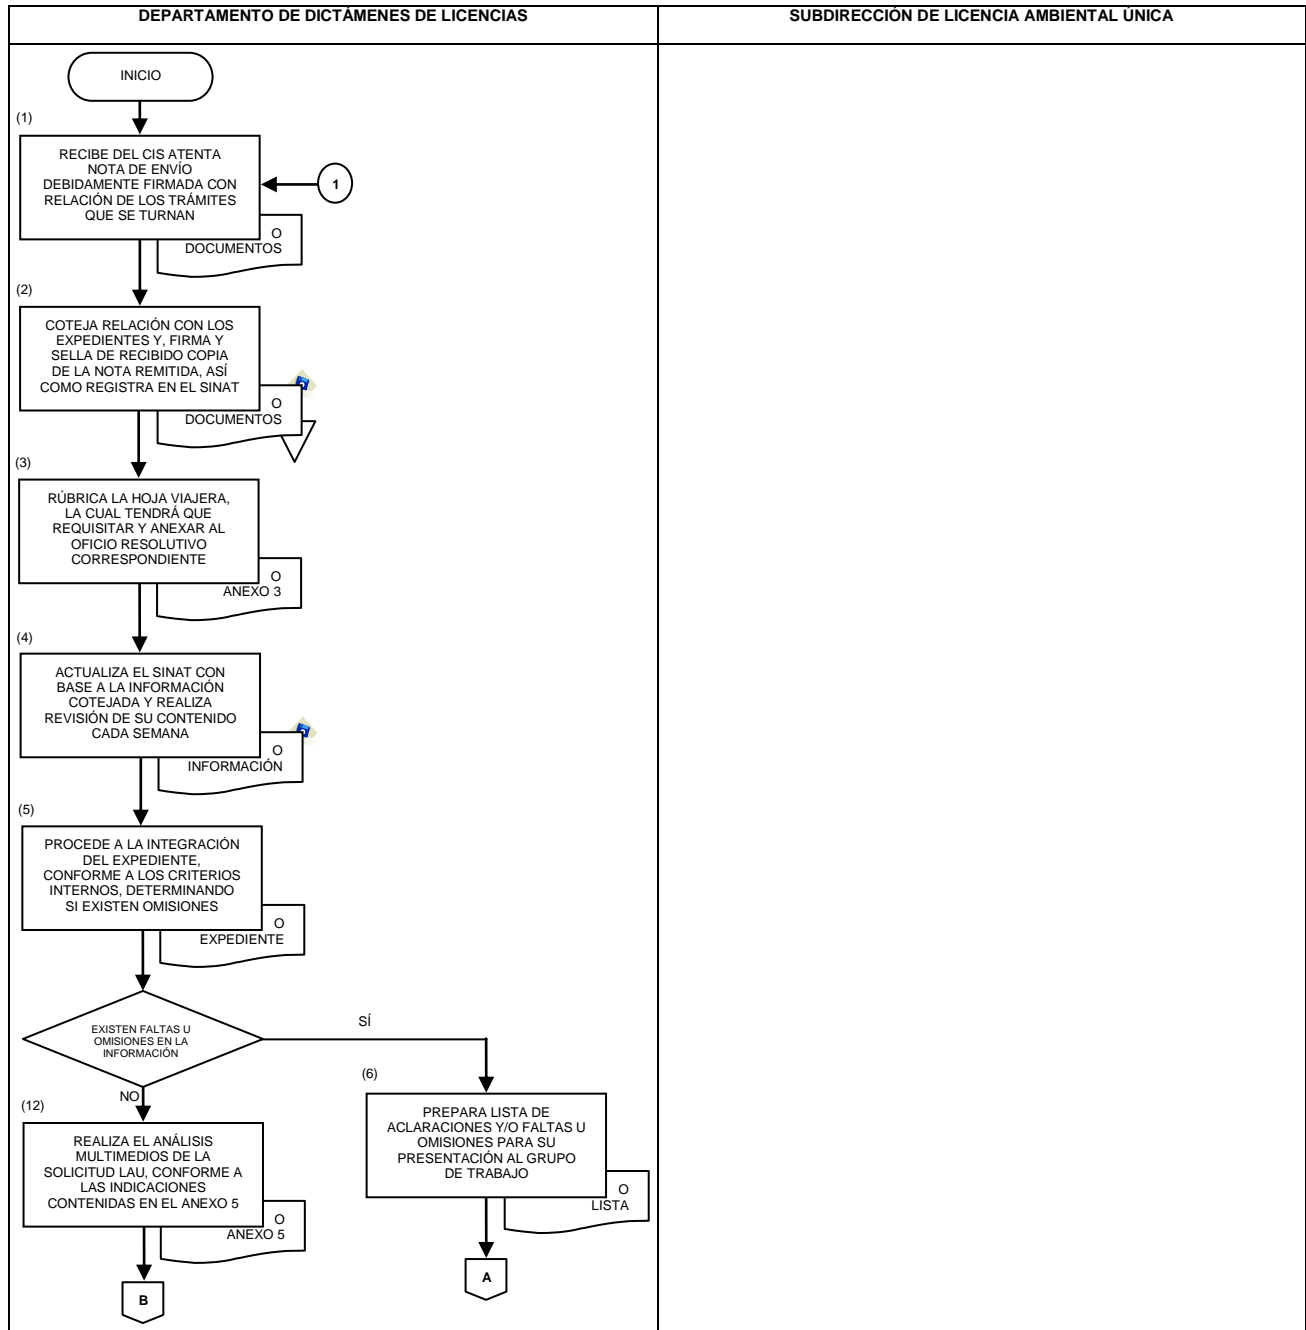 DEPARTAMENTO DE DICTÁMENES DE LICENCIAS
SUBDIRECCIÓN DE LICENCIA AMBIENTAL ÚNICA
INICIO
(1)
RECIBE DEL CIS ATENTA
NOTA DE ENVÍO
DEBIDAMENTE FIRMADA CON
RELACIÓN DE LOS TRÁMITES
QUE SE TURNAN
1
O
DOCUMENTOS
(2)
COTEJA RELACIÓN CON LOS
EXPEDIENTES Y, FIRMA Y
SELLA DE RECIBIDO COPIA
DE LA NOTA REMITIDA, ASÍ
COMO REGISTRA EN EL SINAT
O
DOCUMENTOS
(3)
RÚBRICA LA HOJA VIAJERA,
LA CUAL TENDRÁ QUE
REQUISITAR Y ANEXAR AL
OFICIO RESOLUTIVO
CORRESPONDIENTE
O
ANEXO 3
(4)
ACTUALIZA EL SINAT CON
BASE A LA INFORMACIÓN
COTEJADA Y REALIZA
REVISIÓN DE SU CONTENIDO
CADA SEMANA
O
INFORMACIÓN
(5)
PROCEDE A LA INTEGRACIÓN
DEL EXPEDIENTE,
CONFORME A LOS CRITERIOS
INTERNOS, DETERMINANDO
SI EXISTEN OMISIONES
O
EXPEDIENTE
EXISTEN FALTAS U
OMISIONES EN LA
INFORMACIÓN
SÍ
NO
(6)
PREPARA LISTA DE
ACLARACIONES Y/O FALTAS U
OMISIONES PARA SU
PRESENTACIÓN AL GRUPO
DE TRABAJO
O
LISTA
A
(12)
REALIZA EL ANÁLISIS
MULTIMEDIOS DE LA
SOLICITUD LAU, CONFORME A
LAS INDICACIONES
CONTENIDAS EN EL ANEXO 5
O
ANEXO 5
B